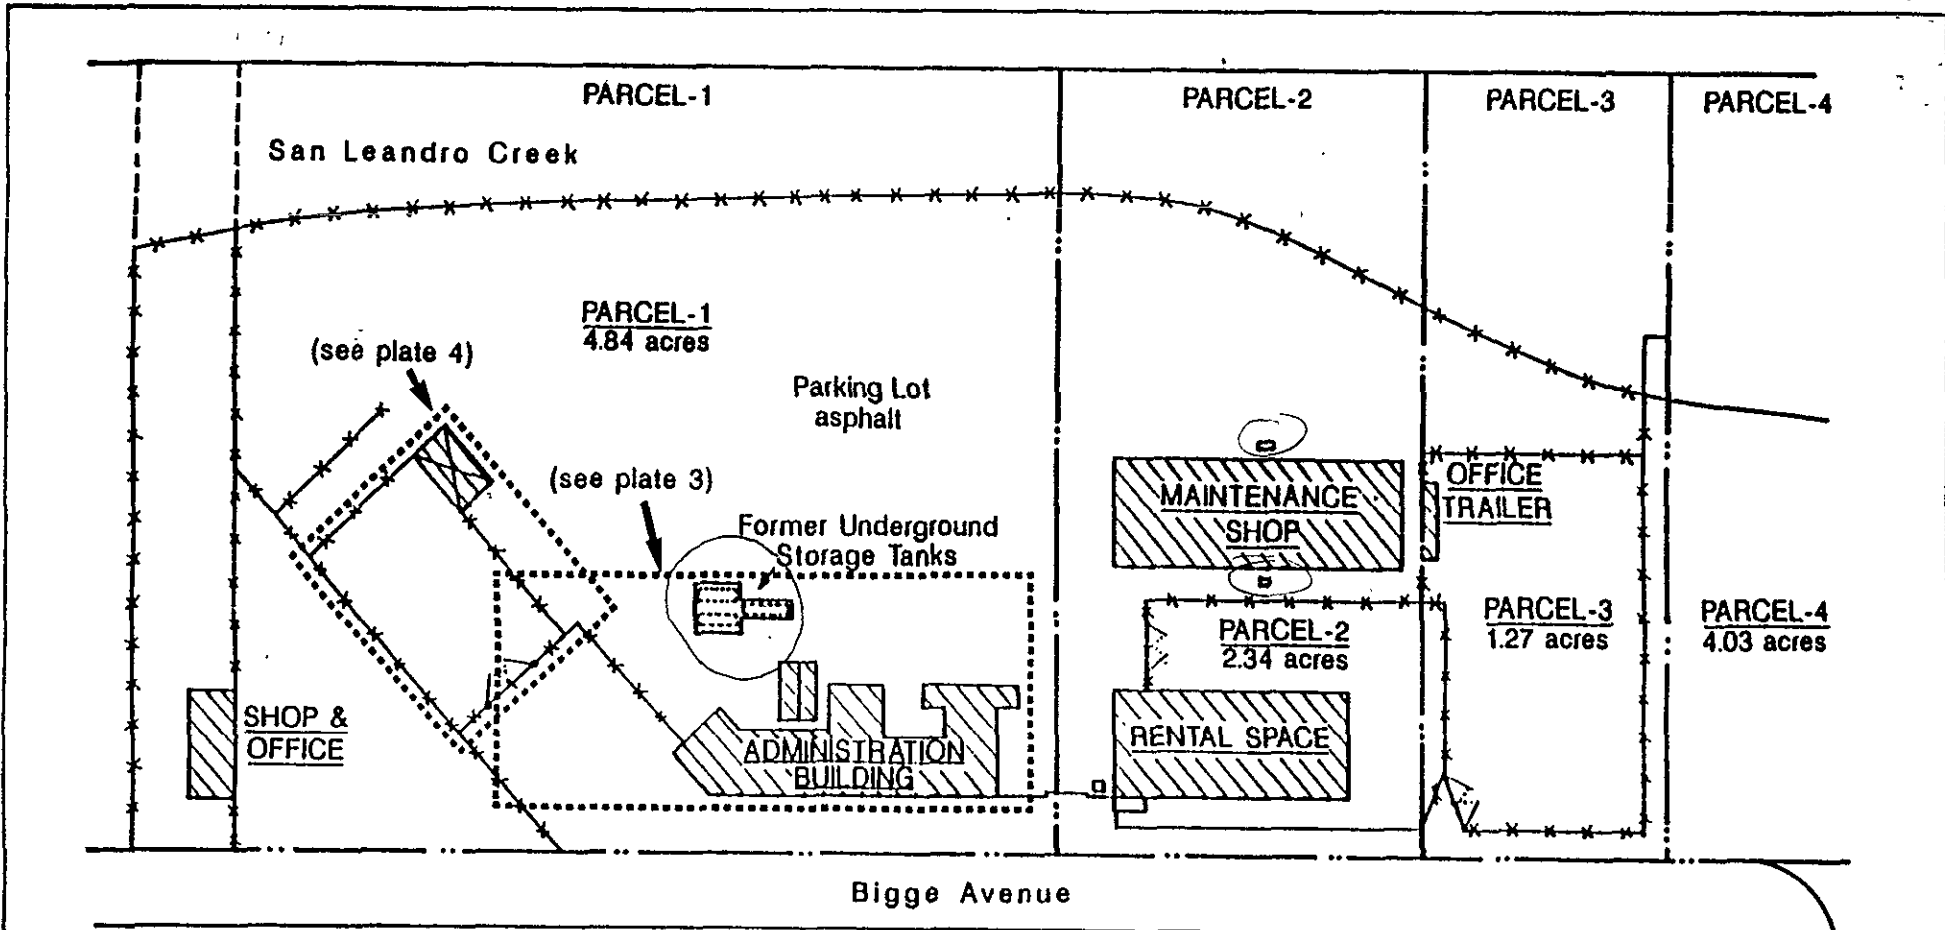 PARCEL-1
PARCEL-2
PARCEL-3
PARCEL-4
San Leandro Creek
PARCEL-1
4.84 acres
(see plate 4)
Parking Lot
asphalt
(see plate 3)
Former Underground
Storage Tanks
MAINTENANCE
SHOP
OFFICE
TRAILER
PARCEL-2
2.34 acres
PARCEL-3
1.27 acres
PARCEL-4
4.03 acres
SHOP &
OFFICE
ADMINISTRATION
BUILDING
RENTAL SPACE
Bigge Avenue